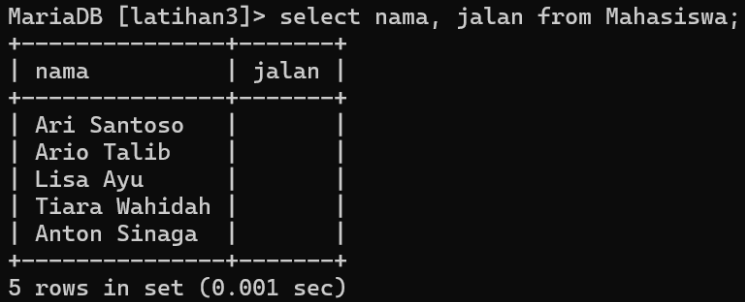 MariaDB [latihan3]> select nama, jalan from Mahasiswa;
+---------------+-------+
| nama          | jalan |
+---------------+-------+
| Ari Santoso   |       |
| Ario Talib    |       |
| Lisa Ayu      |       |
| Tiara Wahidah |       |
| Anton Sinaga  |       |
+---------------+-------+
5 rows in set (0.001 sec)